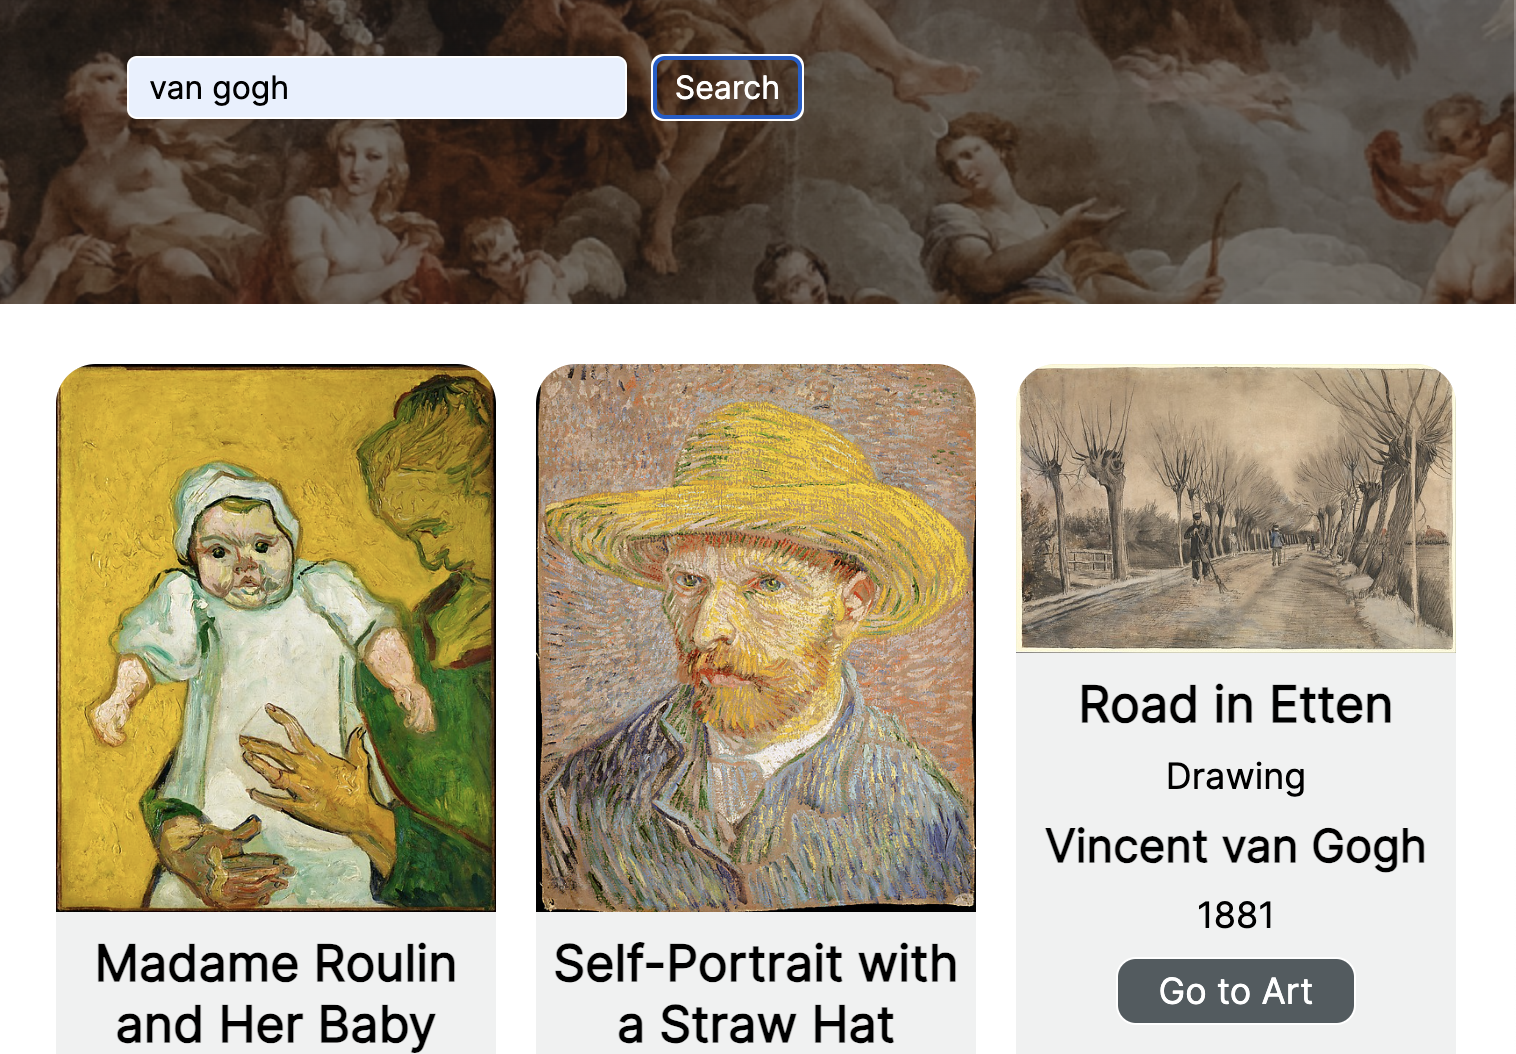 van gogh
Search
Madame Roulin
and Her Baby
Self-Portrait with
a Straw Hat
Road in Etten
Drawing
Vincent van Gogh
1881
Go to Art